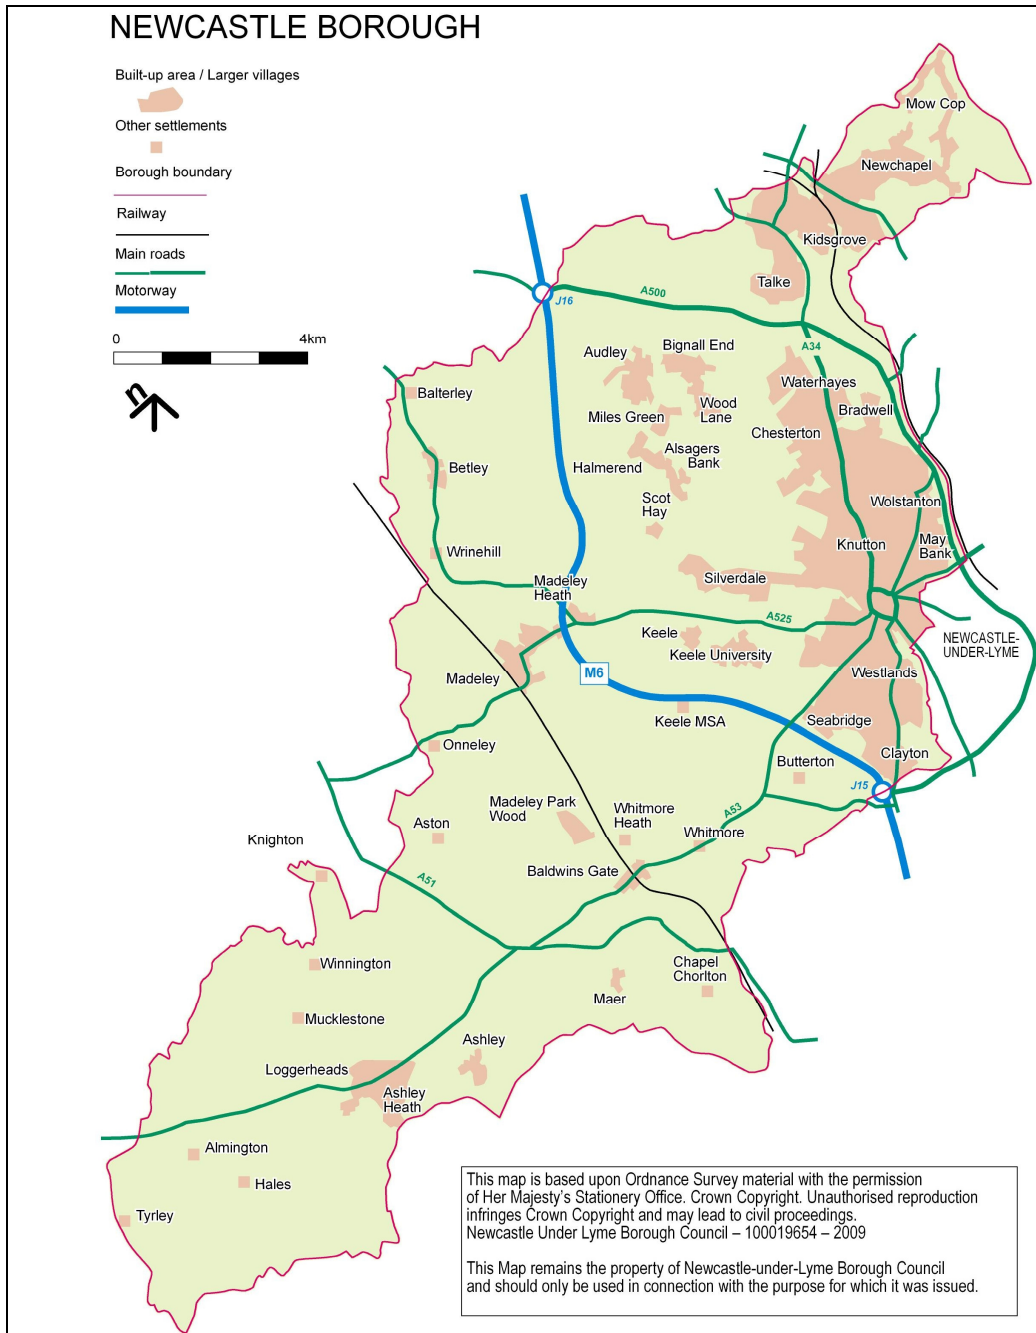 NEWCASTLE BOROUGH
Built-up area / Larger villages
Other settlements
Borough boundary
Railway
Main roads
Motorway
0 4km
n
Mow Cop
Newchapel
Kidsgrove
Talke
A500
J16
A34
Audley
Bignall End
Waterhayes
Balterley
Wood
Lane
Bradwell
Miles Green
Chesterton
Alsagers
Bank
Betley
Halmerend
Scot
Hay
Wolstanton
Knutton
May
Bank
Wrinehill
Madeley
Heath
Silverdale
A525
Keele
Keele University
NEWCASTLE-
UNDER-LYME
Madeley
M6
Westlands
Keele MSA
Seabridge
Onneley
Butterton
Clayton
J15
Madeley Park
Wood
Whitmore
Heath
A53
Aston
Whitmore
Knighton
Baldwins Gate
A51
Winnington
Chapel
Chorlton
Maer
Mucklestone
Ashley
Loggerheads
Ashley
Heath
Almington
Hales
Tyrley
This map is based upon Ordnance Survey material with the permission
of Her Majesty's Stationery Office. Crown Copyright. Unauthorised reproduction
infringes Crown Copyright and may lead to civil proceedings.
Newcastle Under Lyme Borough Council – 100019654 – 2009
This Map remains the property of Newcastle-under-Lyme Borough Council
and should only be used in connection with the purpose for which it was issued.